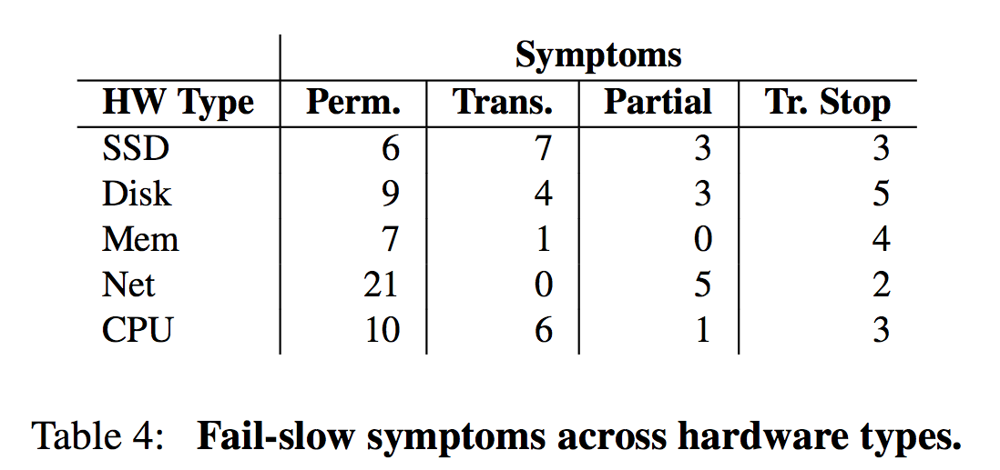 Symptoms
HW Type Perm. Trans. Partial Tr. Stop
SSD 6 7 3 3
Disk 9 4 3 5
Mem 7 1 0 4
Net 21 0 5 2
CPU 10 6 1 3
Table 4: Fail-slow symptoms across hardware types.